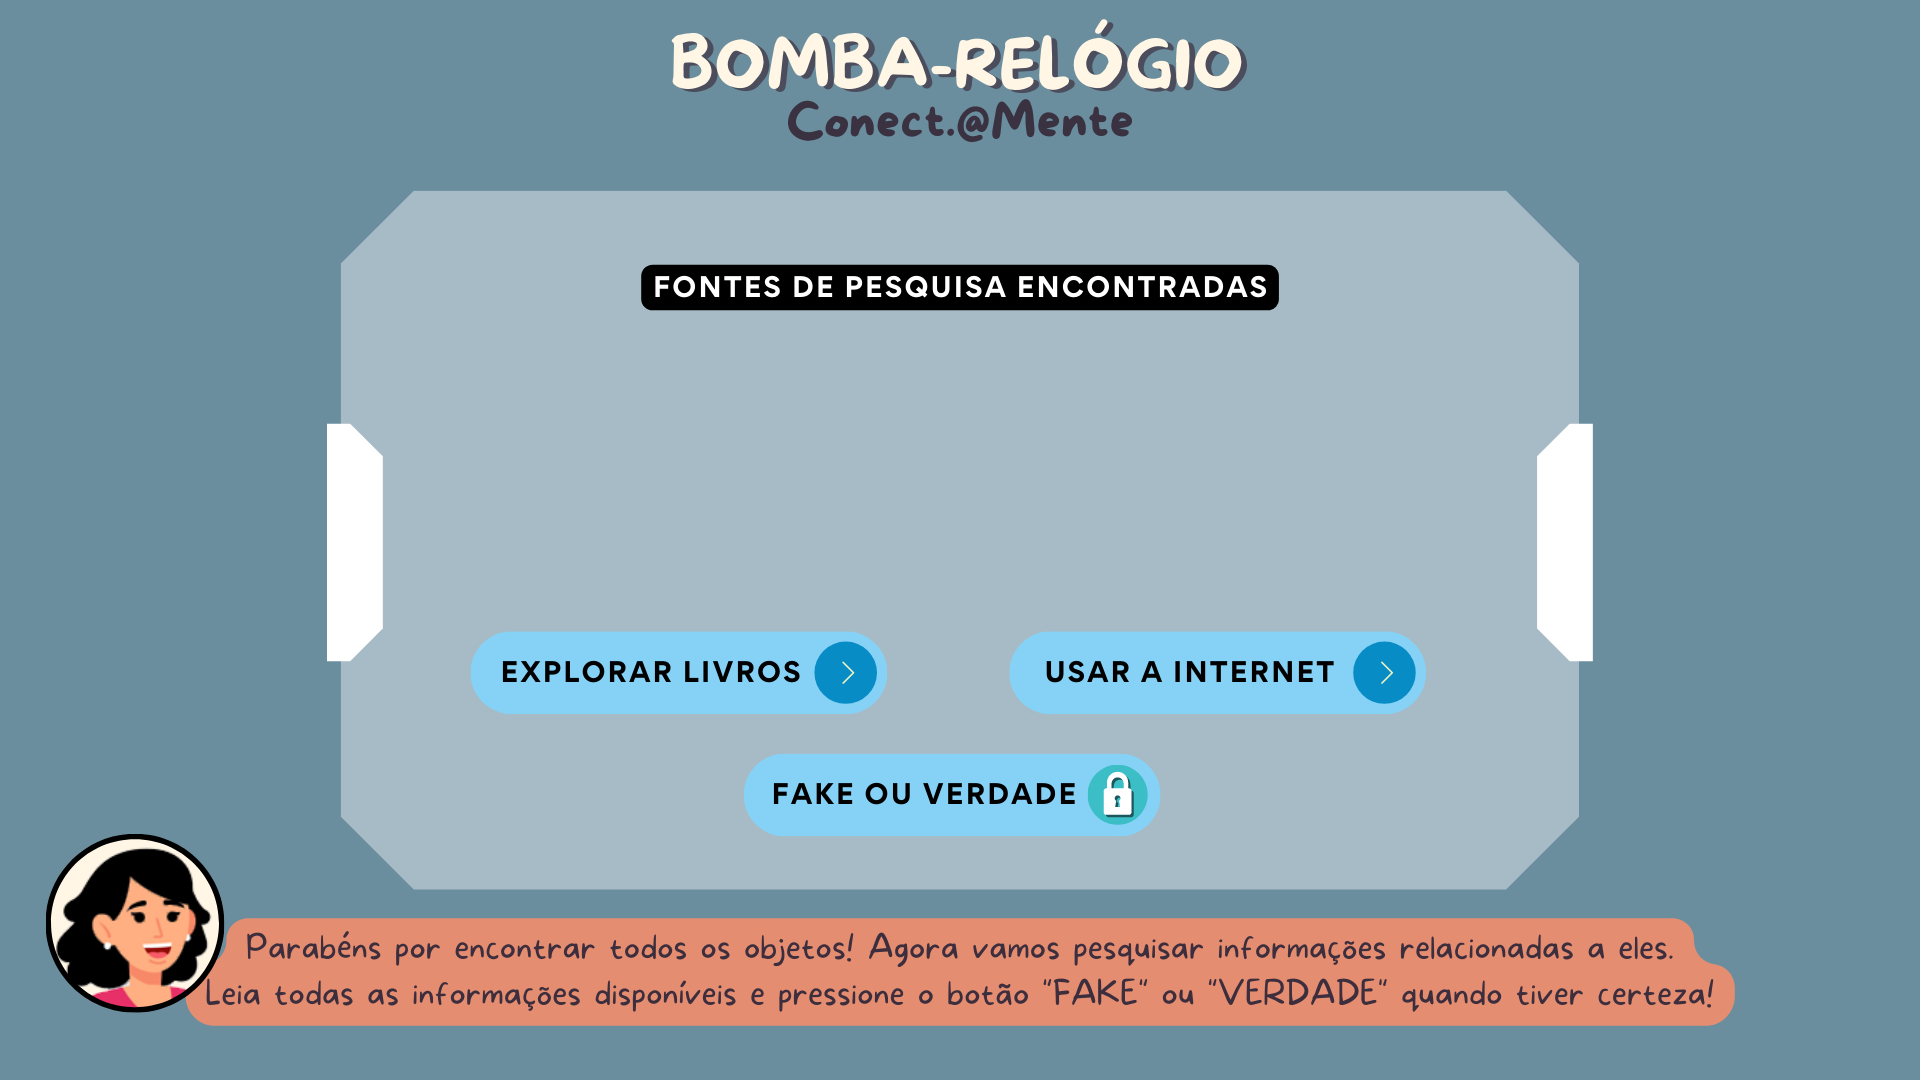 BOMBA-RELÓGIO
Conect.@Mente
FONTES DE PESQUISA ENCONTRADAS
EXPLORAR LIVROS
USAR A INTERNET
FAKE OU VERDADE
Parabéns por encontrar todos os objetos! Agora vamos pesquisar informações relacionadas a eles.
Leia todas as informações disponíveis e pressione o botão "FAKE" ou "VERDADE" quando tiver certeza!